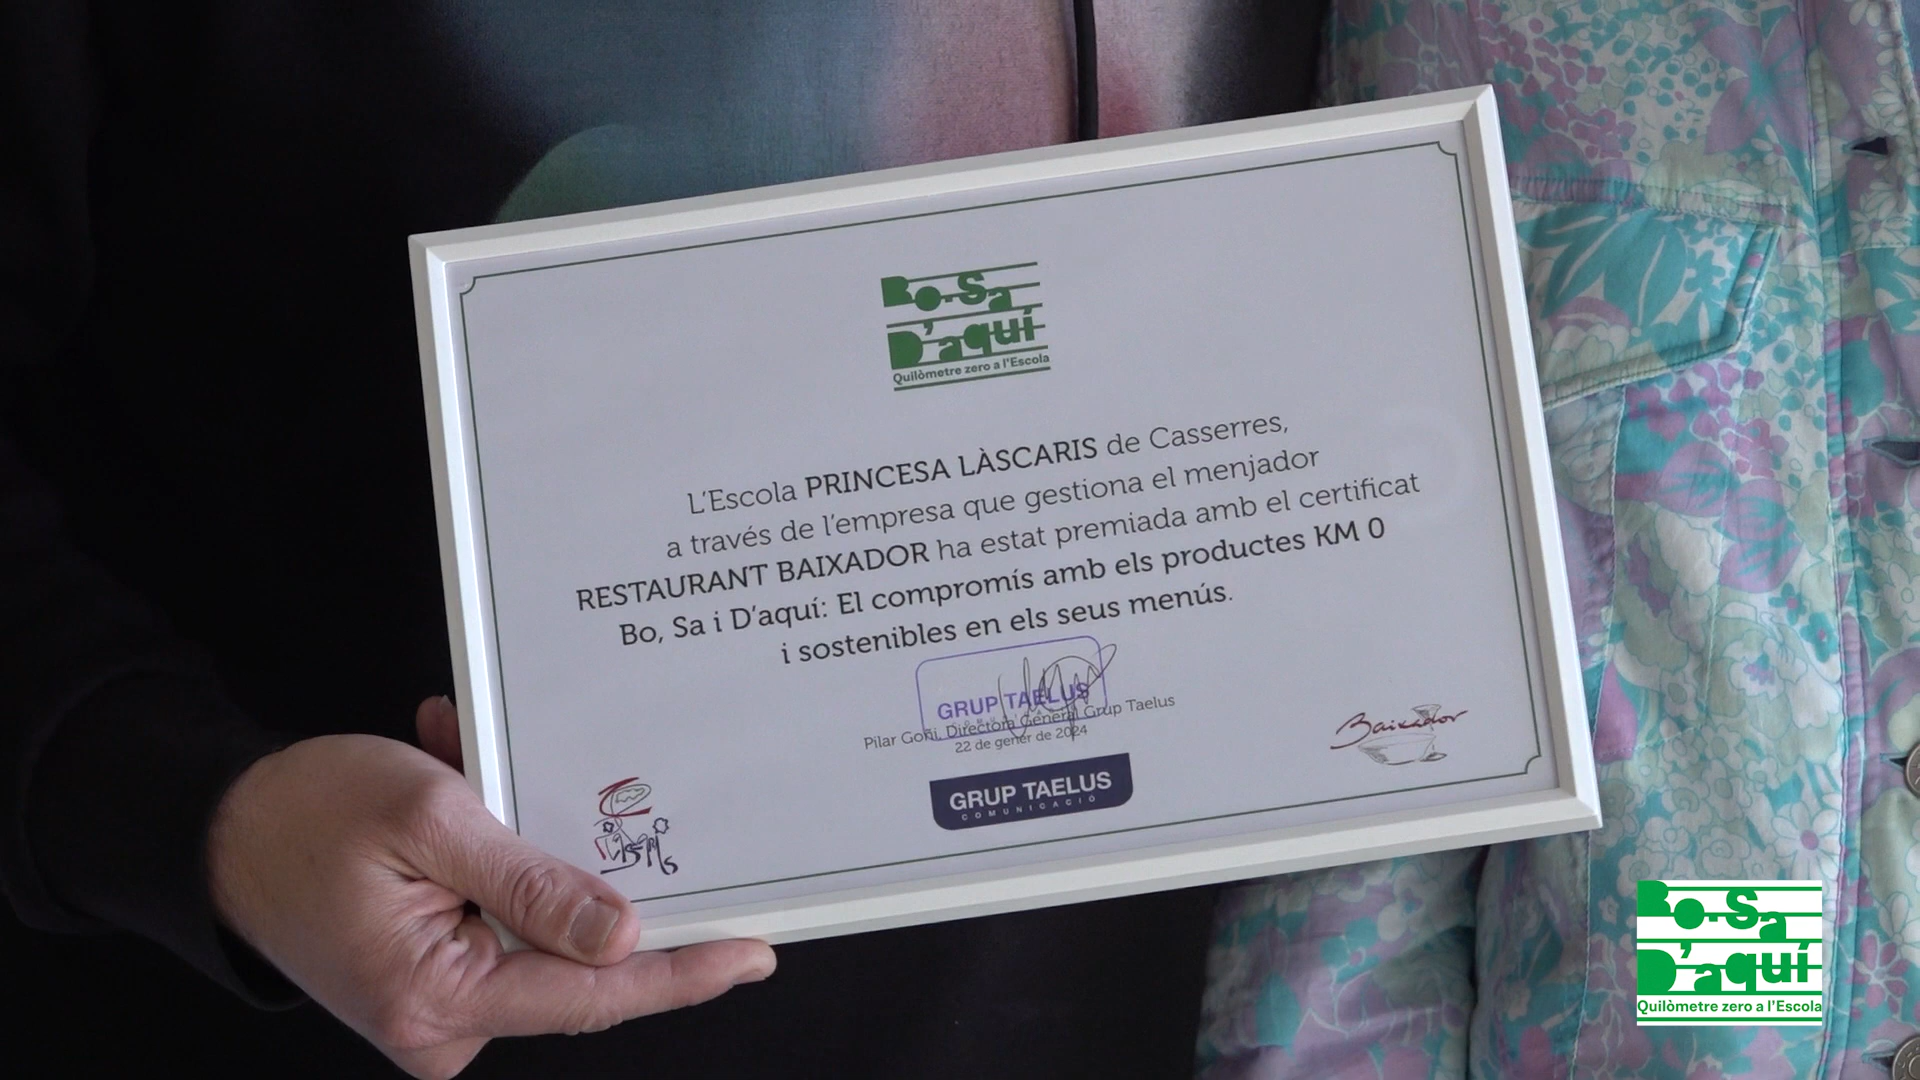 Bo.Sa
D'aquí
Quilòmetre zero a l'Escola
L'Escola PRINCESA LÀSCARIS de Casserres,
a través de l'empresa que gestiona el menjador
RESTAURANT BAIXADOR ha estat premiada amb el certificat
Bo, Sa i D'aquí: El compromís amb els productes KM 0
i sostenibles en els seus menús.
GRUP TAELUS
COMUNICACIÓ
Pilar Goñi, Directora General Grup Taelus
22 de gener de 2024
Baixador
GRUP TAELUS
COMUNICACIÓ
Bo.Sa
D'aquí
Quilòmetre zero a l'Escola